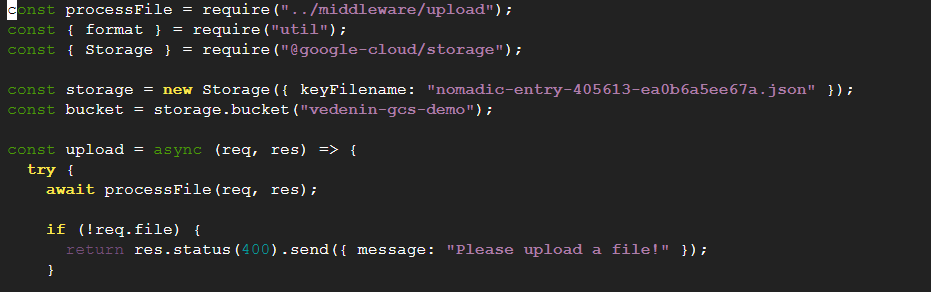 const processFile = require("../middleware/upload");
const { format } = require("util");
const { Storage } = require("@google-cloud/storage");
const storage = new Storage({ keyFilename: "nomadic-entry-405613-ea0b6a5ee67a.json" });
const bucket = storage.bucket("vedenin-gcs-demo");
const upload = async (req, res) => {
  try {
    await processFile(req, res);
    if (!req.file) {
      return res.status(400).send({ message: "Please upload a file!" });
    }